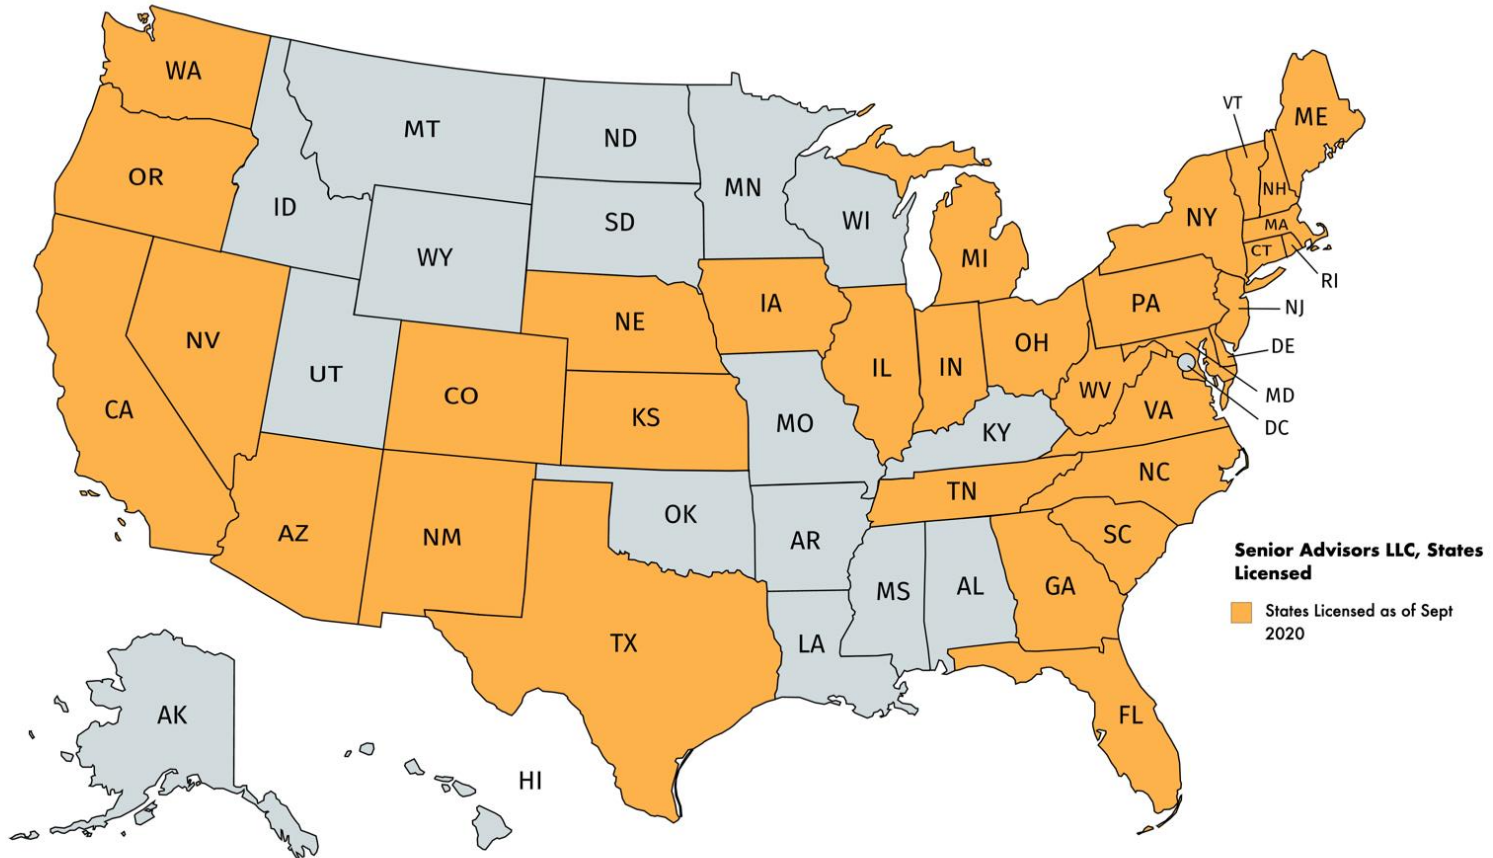 WA
MT
ND
MN
VT
ME
OR
ID
SD
WI
NH
NY
MA
WY
MI
CT
RI
IA
PA
NJ
NV
NE
OH
DE
UT
IL
IN
CO
WV
MD
CA
KS
MO
VA
KY
DC
NC
TN
OK
AZ
NM
AR
SC
MS
AL
GA
Senior Advisors LLC, States
Licensed
States Licensed as of Sept
2020
TX
LA
AK
FL
HI